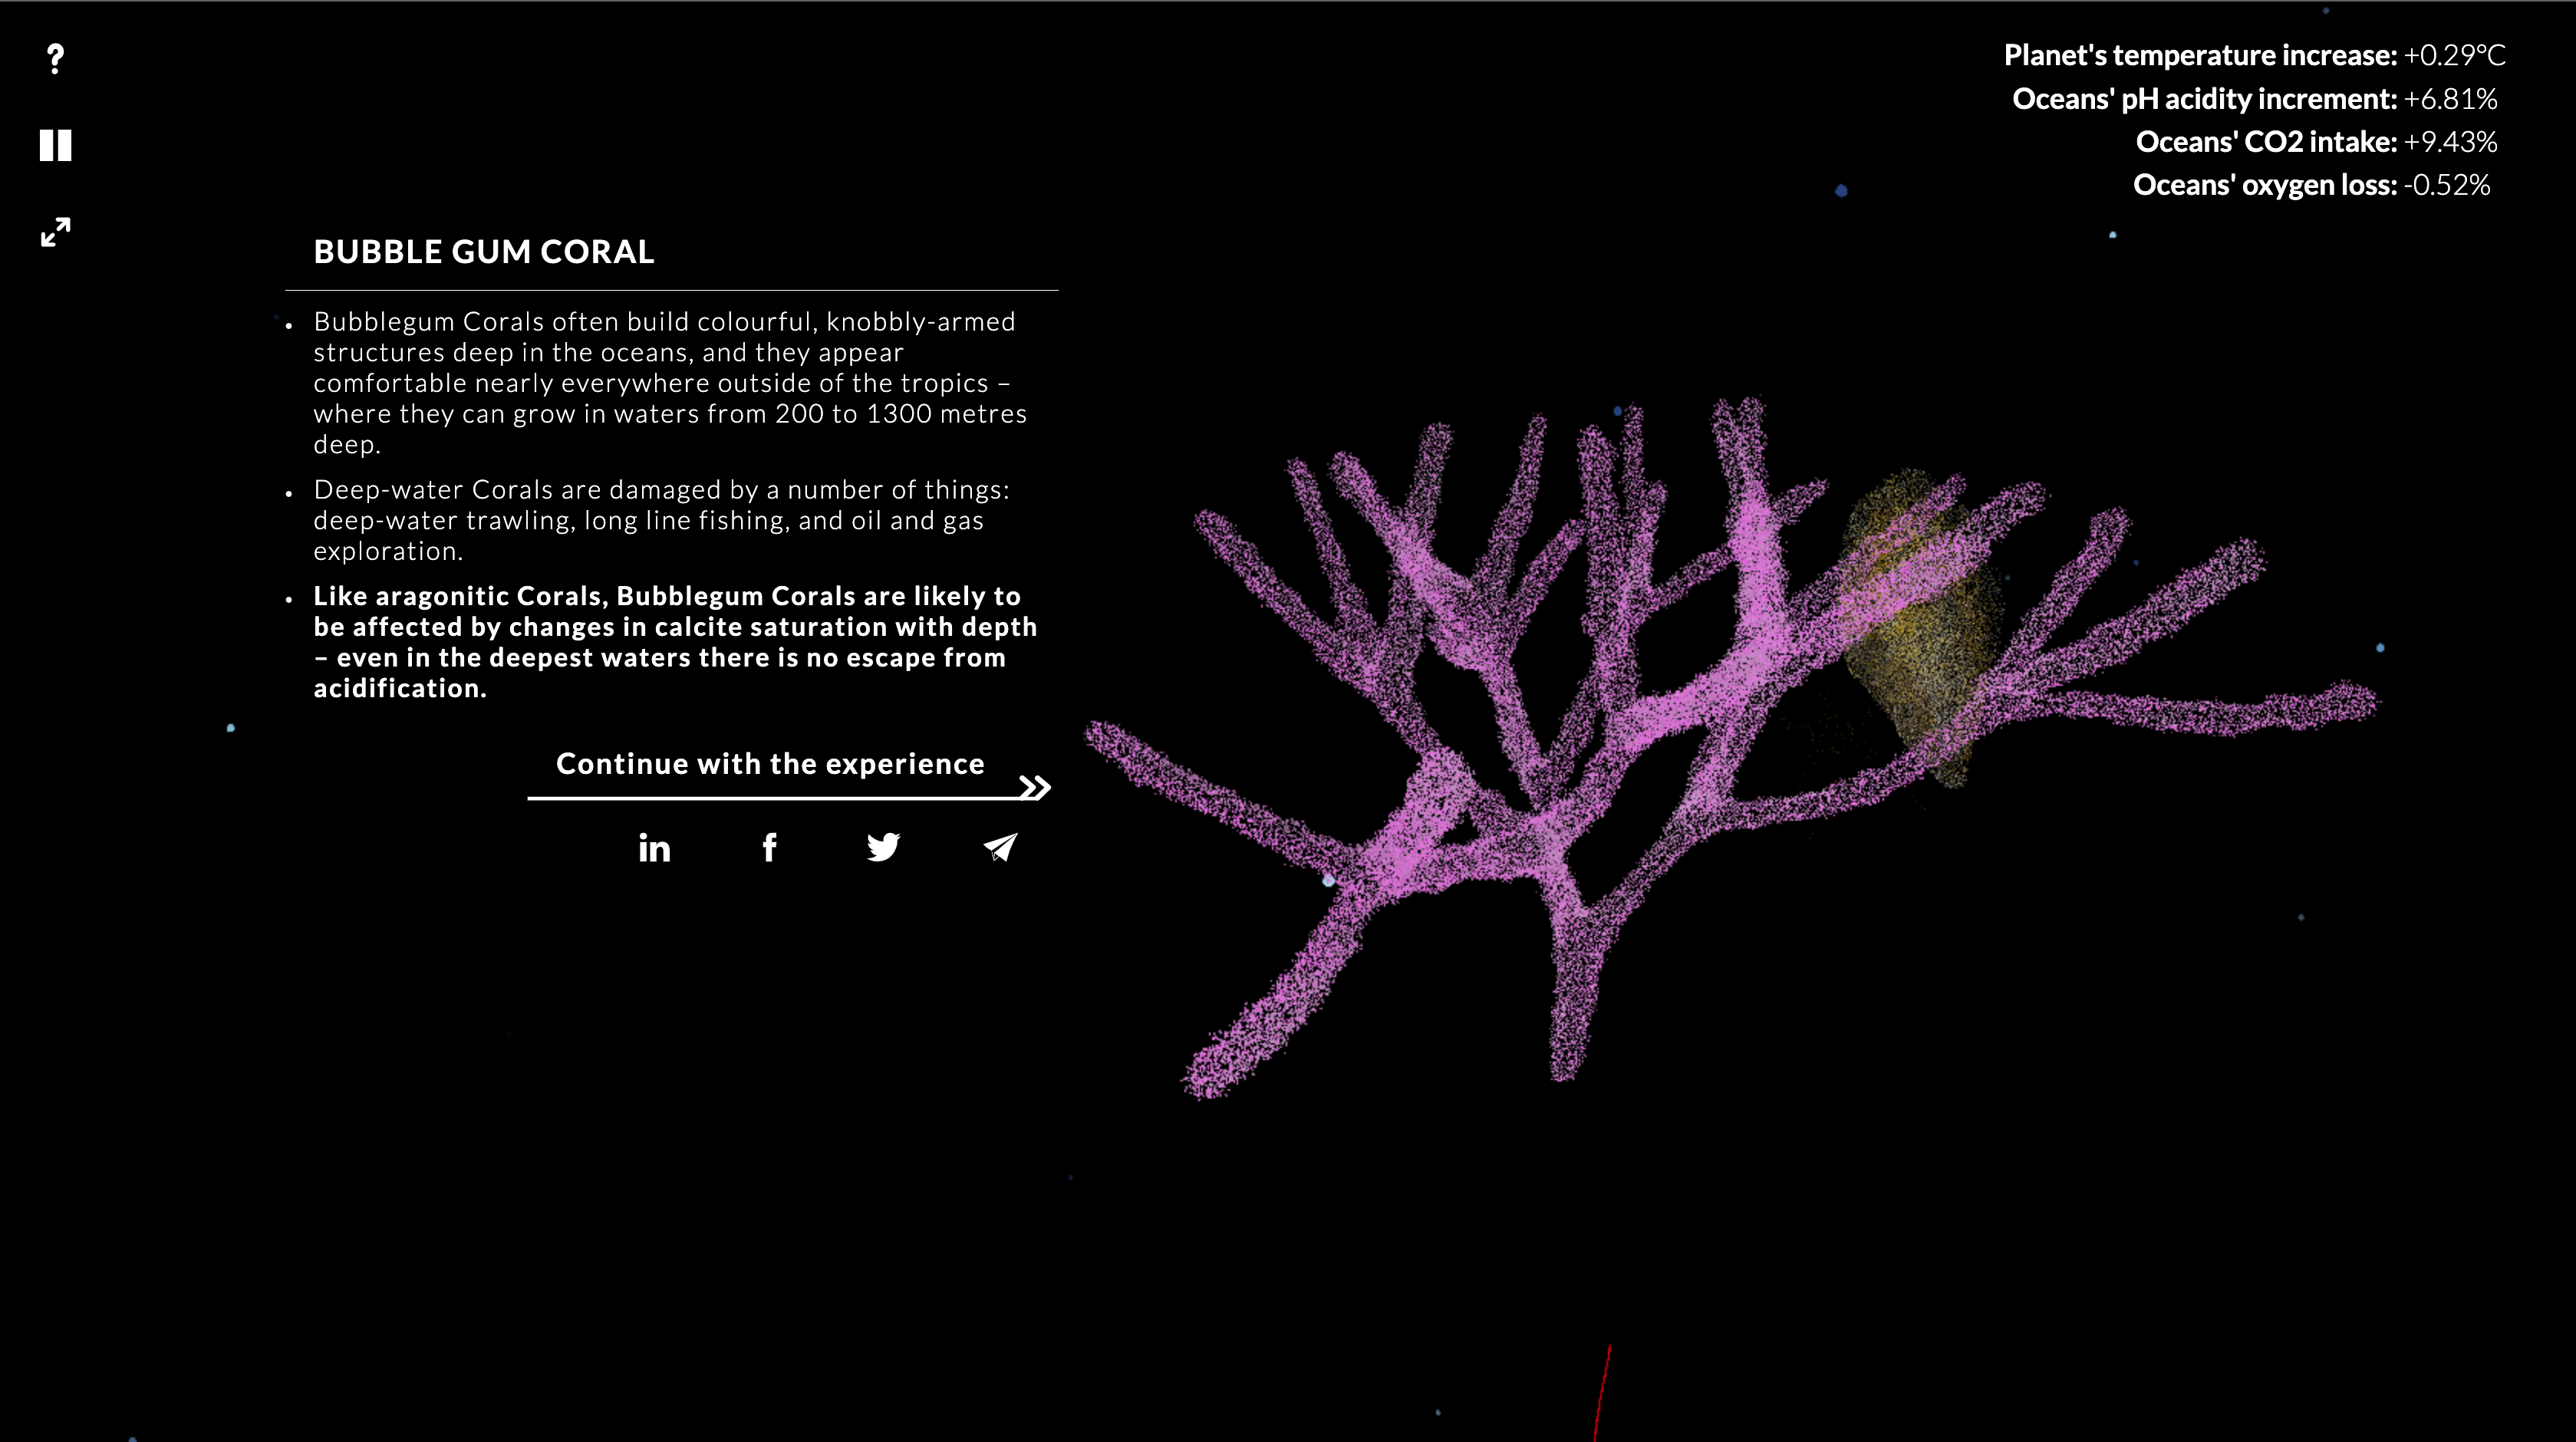 ?
Planet's temperature increase: +0.29°C
Oceans' pH acidity increment: +6.81%
Oceans' CO2 intake: +9.43%
Oceans' oxygen loss: -0.52%
BUBBLE GUM CORAL
• Bubblegum Corals often build colourful, knobbly-armed
structures deep in the oceans, and they appear
comfortable nearly everywhere outside of the tropics –
where they can grow in waters from 200 to 1300 metres
deep.
• Deep-water Corals are damaged by a number of things:
deep-water trawling, long line fishing, and oil and gas
exploration.
• Like aragonitic Corals, Bubblegum Corals are likely to
be affected by changes in calcite saturation with depth
– even in the deepest waters there is no escape from
acidification.
Continue with the experience
in f